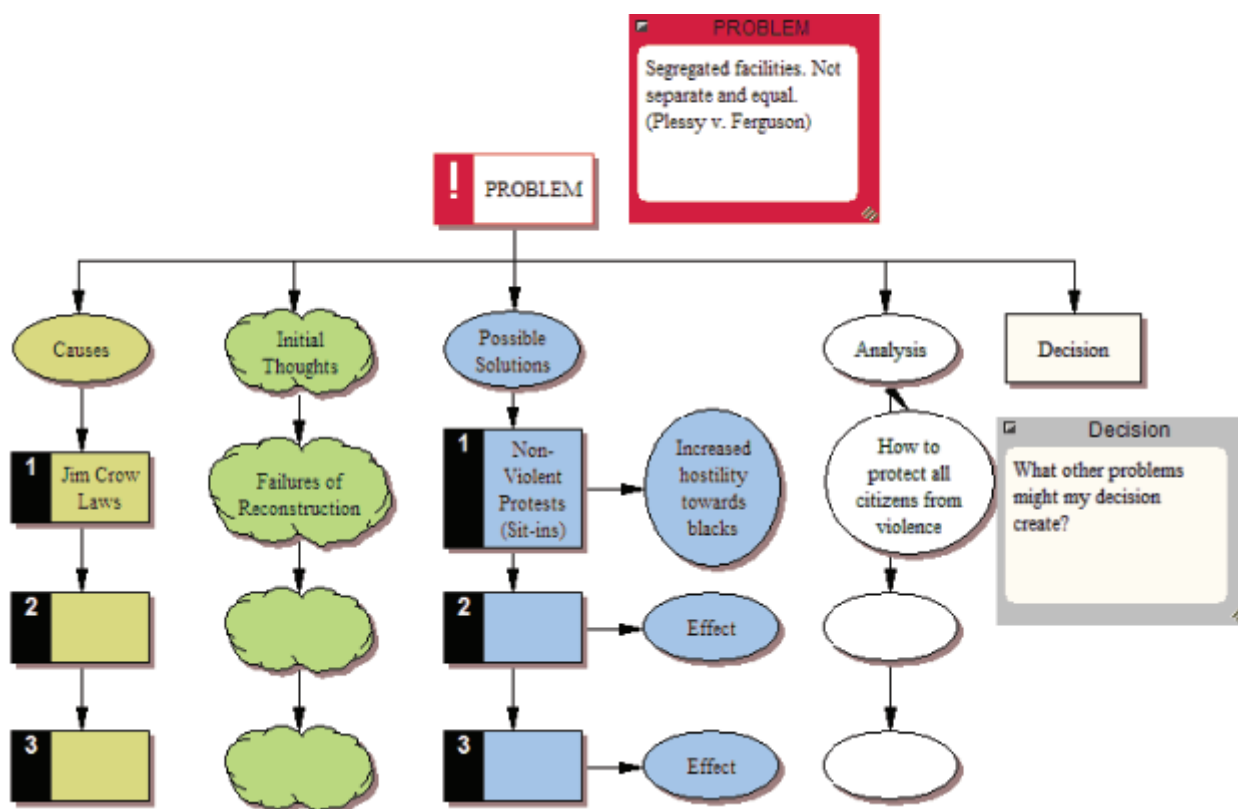 PROBLEM
Segregated facilities. Not
separate and equal.
(Plessy v. Ferguson)
!
PROBLEM
Causes
Initial
Thoughts
Possible
Solutions
Analysis
Decision
1
Jim Crow
Laws
Failures of
Reconstruction
1
Non-
Violent
Protests
(Sit-ins)
Increased
hostility
towards
blacks
How to
protect all
citizens from
violence
Decision
What other problems
might my decision
create?
2
2
Effect
3
3
Effect